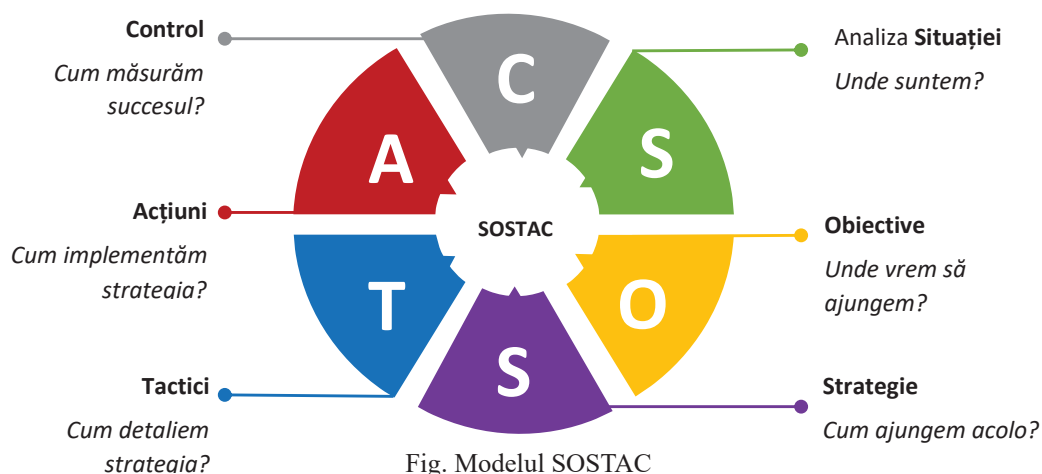 Control
Cum măsurăm
succesul?
C
Analiza Situației
Unde suntem?
A
S
Acțiuni
Cum implementăm
strategia?
SOSTAC
Obiective
Unde vrem să
ajungem?
T
O
S
Tactici
Cum detaliem
strategia?
Strategie
Cum ajungem acolo?
Fig. Modelul SOSTAC